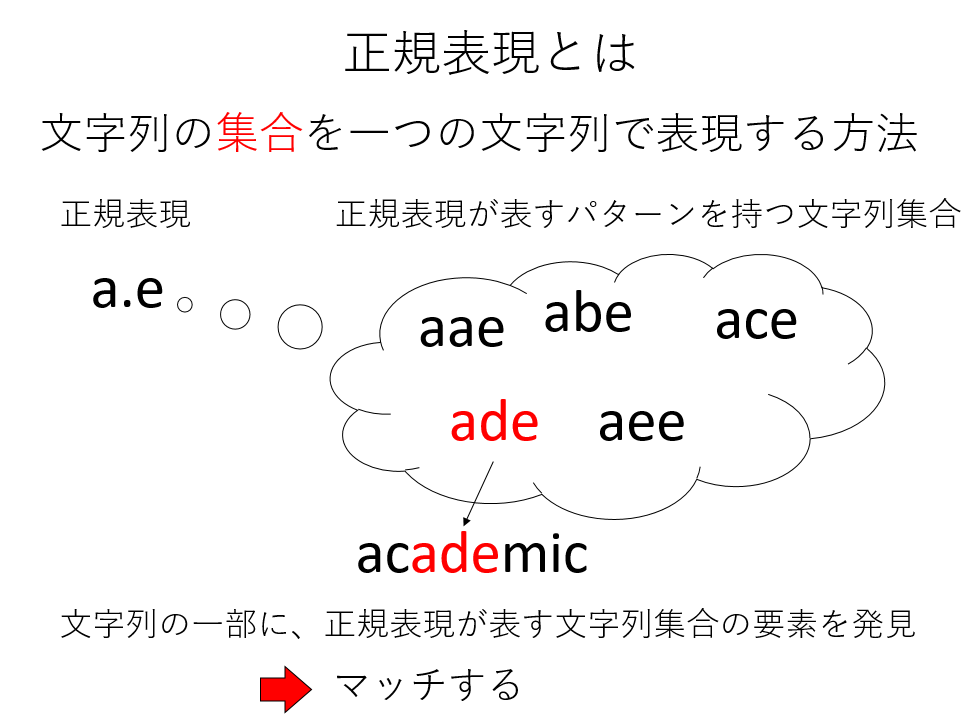 正規表現とは
文字列の集合を一つの文字列で表現する方法
正規表現
正規表現が表すパターンを持つ文字列集合
a.e
aae
abe
ace
ade
aee
academic
文字列の一部に、正規表現が表す文字列集合の要素を発見
マッチする